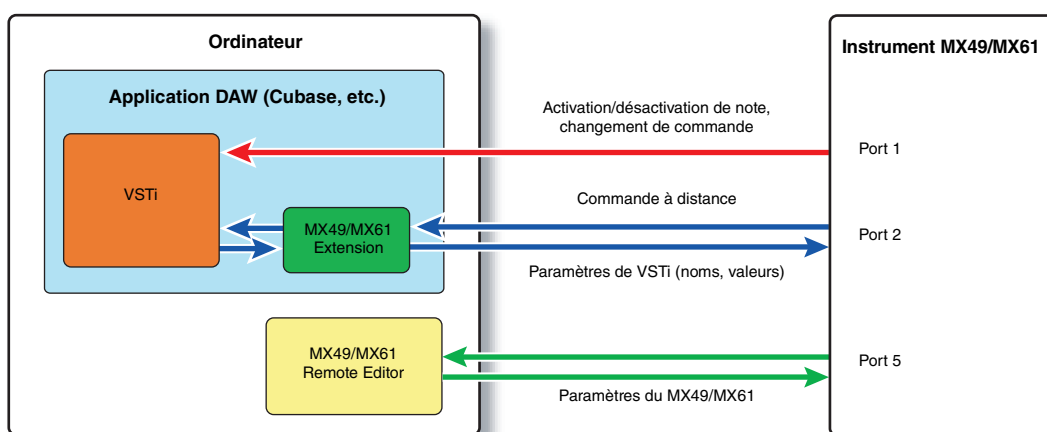 Ordinateur
Instrument MX49/MX61
Application DAW (Cubase, etc.)
Activation/désactivation de note,
changement de commande
Port 1
VSTi
Commande à distance
MX49/MX61
Extension
Port 2
Paramètres de VSTi (noms, valeurs)
MX49/MX61
Remote Editor
Port 5
Paramètres du MX49/MX61